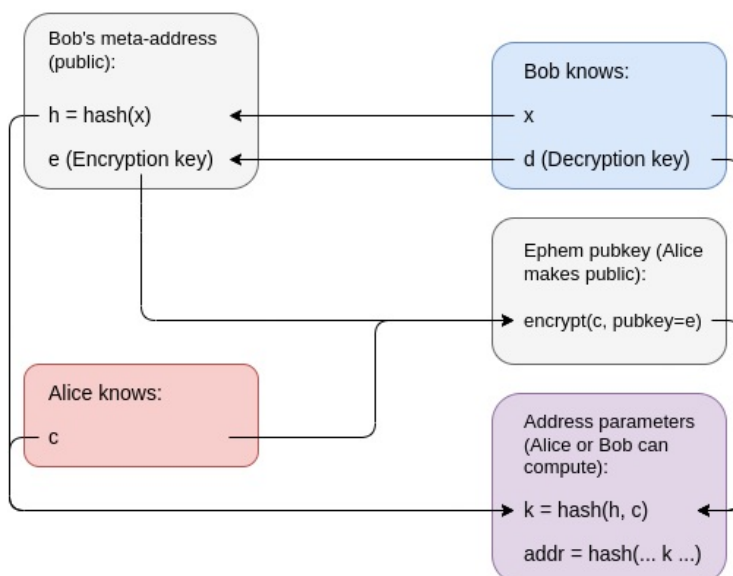 Bob's meta-address
(public):
h = hash(x)
e (Encryption key)
Bob knows:
x
d (Decryption key)
Ephem pubkey (Alice
makes public):
encrypt(c, pubkey=e)
Alice knows:
c
Address parameters
(Alice or Bob can
compute):
k = hash(h, c)
addr = hash(... k ...)